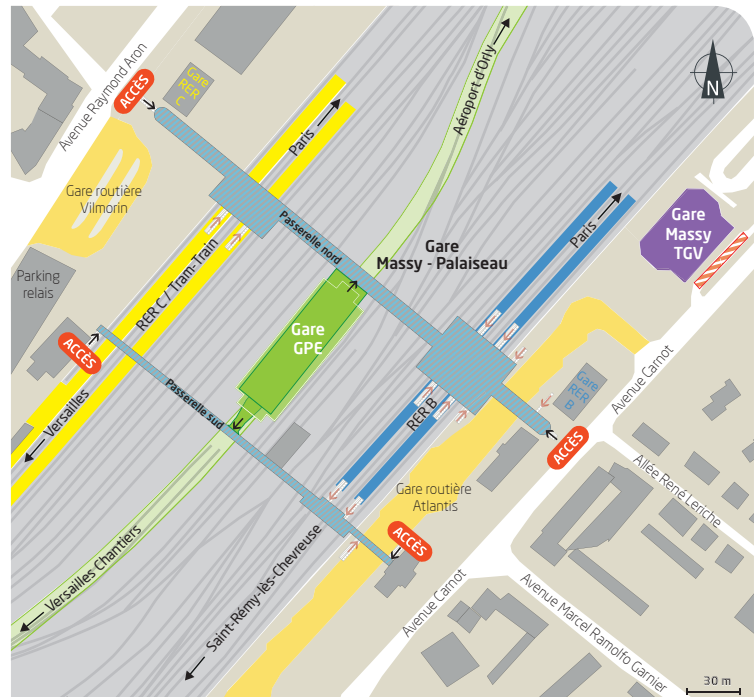 Avenue Raymond Aron
ACCÈS
Gare
RER
C
Paris
Aéroport d'Orly
N
Gare routière
Vilmorin
Passerelle nord
Gare
Massy - Palaiseau
Paris
Gare
Massy
TGV
Parking
relais
RER C / Tram-Train
Gare
GPE
ACCÈS
Versailles
Passerelle sud
RER B
Gare
RER
B
Avenue Carnot
ACCÈS
Allée René Leriche
Gare routière
Atlantis
ACCÈS
Versailles Chantiers
Saint-Rémy-lès-Chevreuse
Avenue Carnot
Avenue Marcel Ramolfo Garnier
30 m